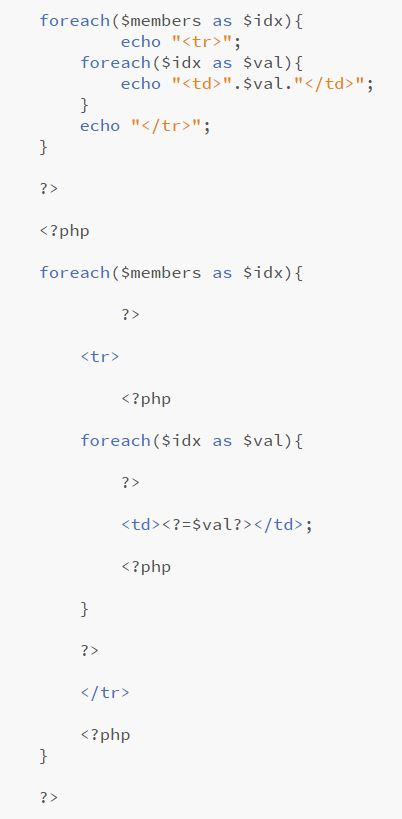 foreach($members as $idx){
echo "<tr>";
foreach($idx as $val){
echo "<td>".$val."</td>";
}
echo "</tr>";
}
?>
<?php
foreach($members as $idx){
?>
<tr>
<?php
foreach($idx as $val){
?>
<td><?=$val?></td>;
<?php
}
?>
</tr>
<?php
}
?>